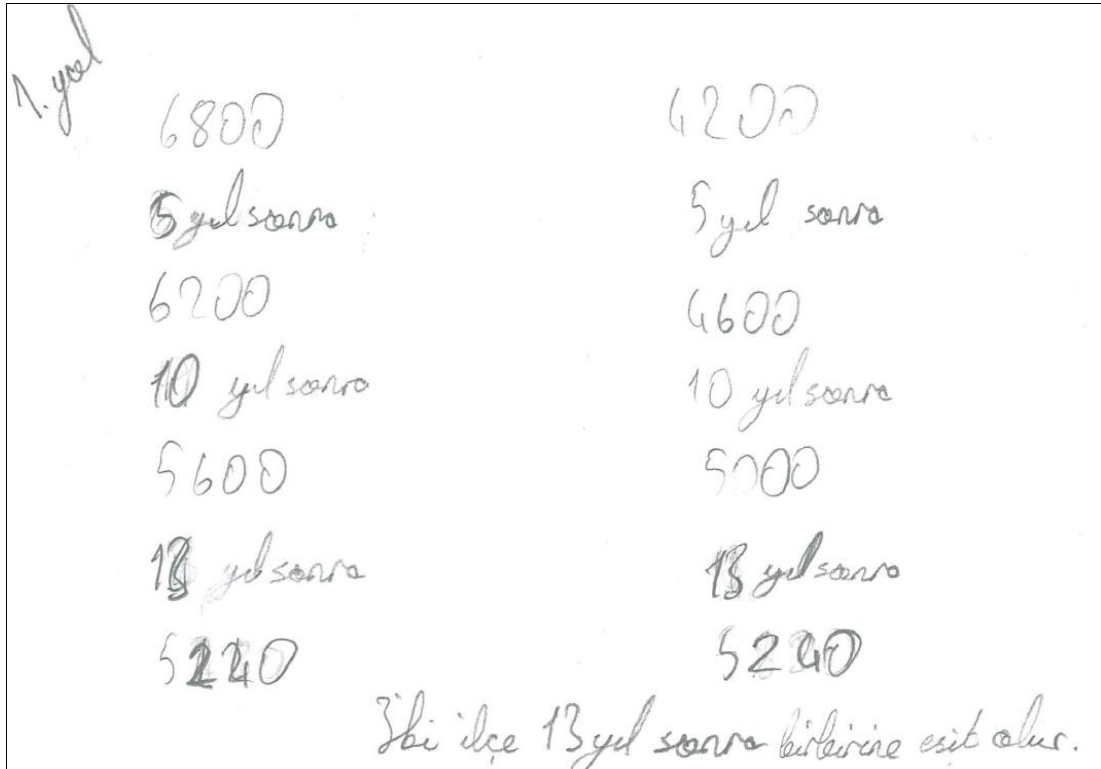 1. yol
6800 4200
5 yıl sonra 5 yıl sonra
6200 4600
10 yıl sonra 10 yıl sonra
5600 5000
13 yıl sonra 13 yıl sonra
5240 5240
İki ilçe 13 yıl sonra birbirine eşit olur.